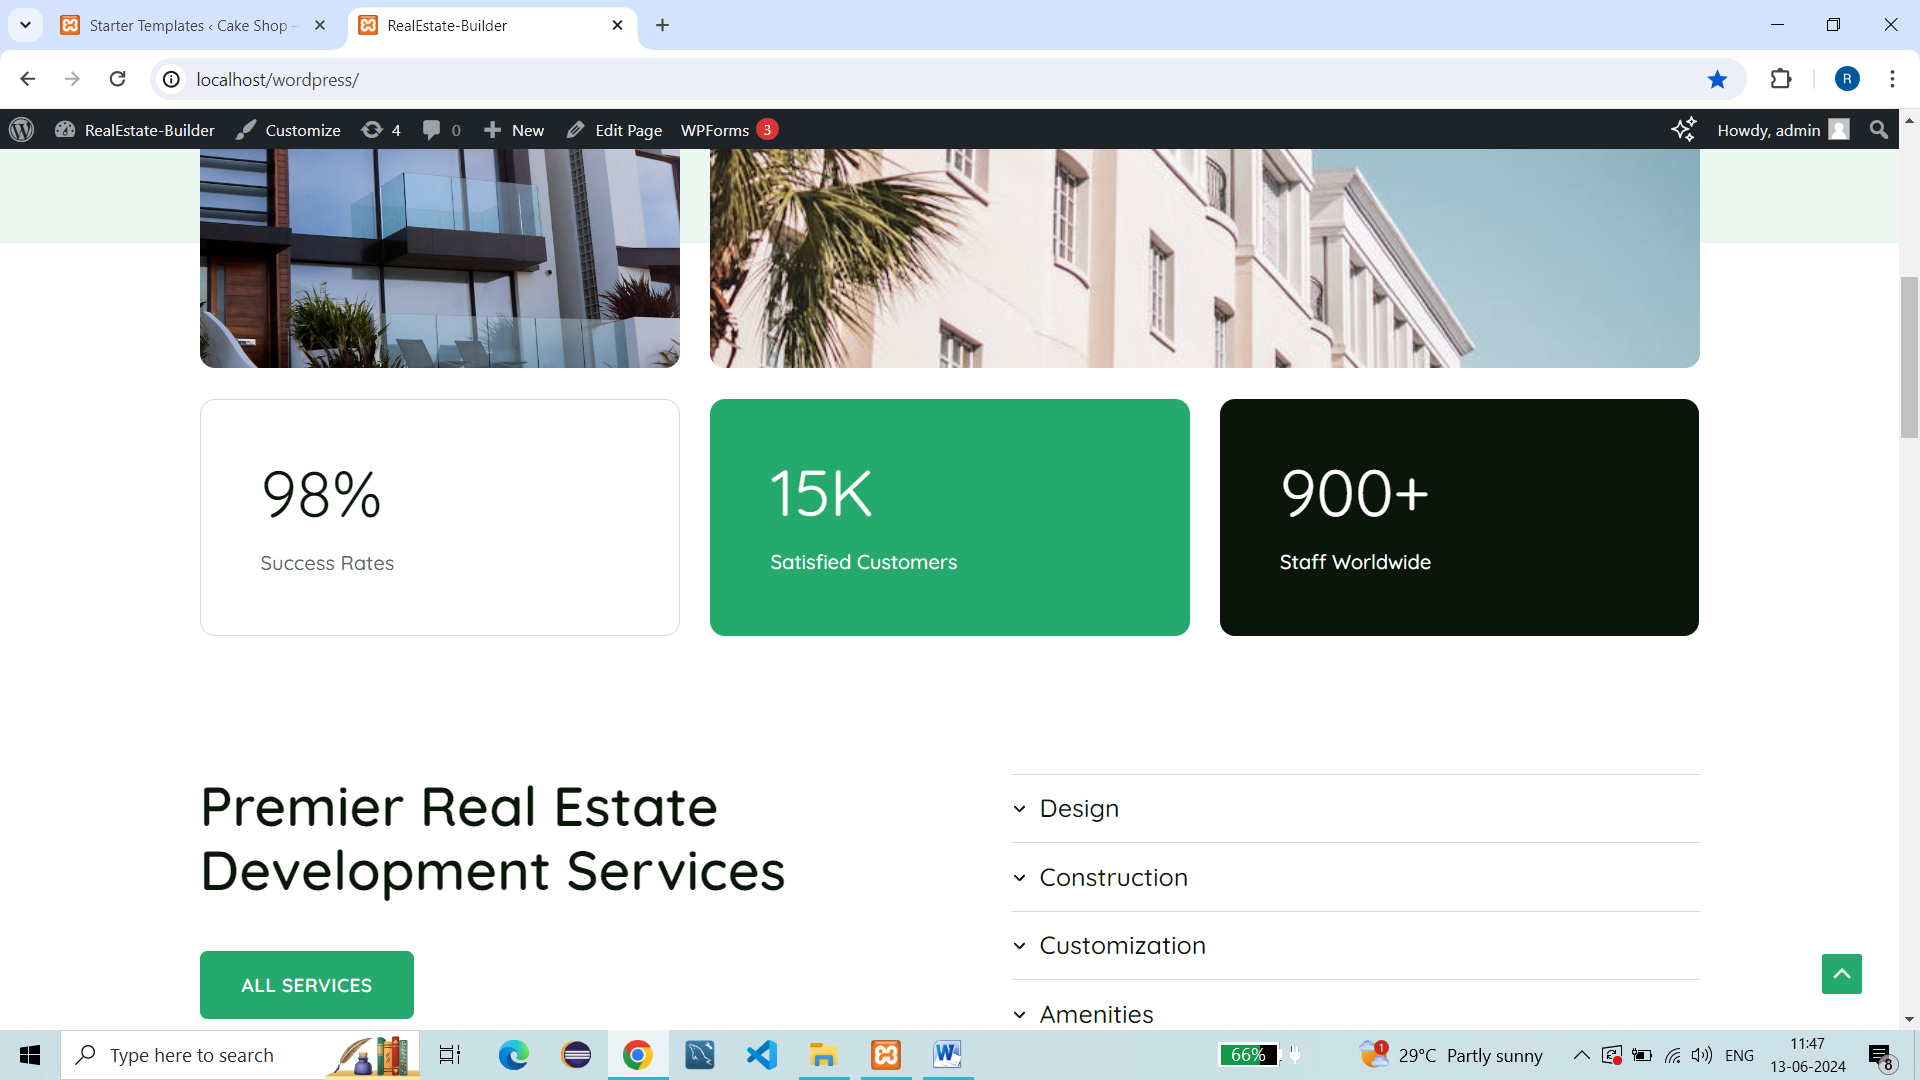 Starter Templates ‹ Cake Shop –
RealEstate-Builder
localhost/wordpress/
R
RealEstate-Builder
Customize
4
0
New
Edit Page
WPForms 3
Howdy, admin
98%
Success Rates
15K
Satisfied Customers
900+
Staff Worldwide
Premier Real Estate
Development Services
ALL SERVICES
Design
Construction
Customization
Amenities
Type here to search
66%
1
29°C Partly sunny
ENG
11:47
13-06-2024
8